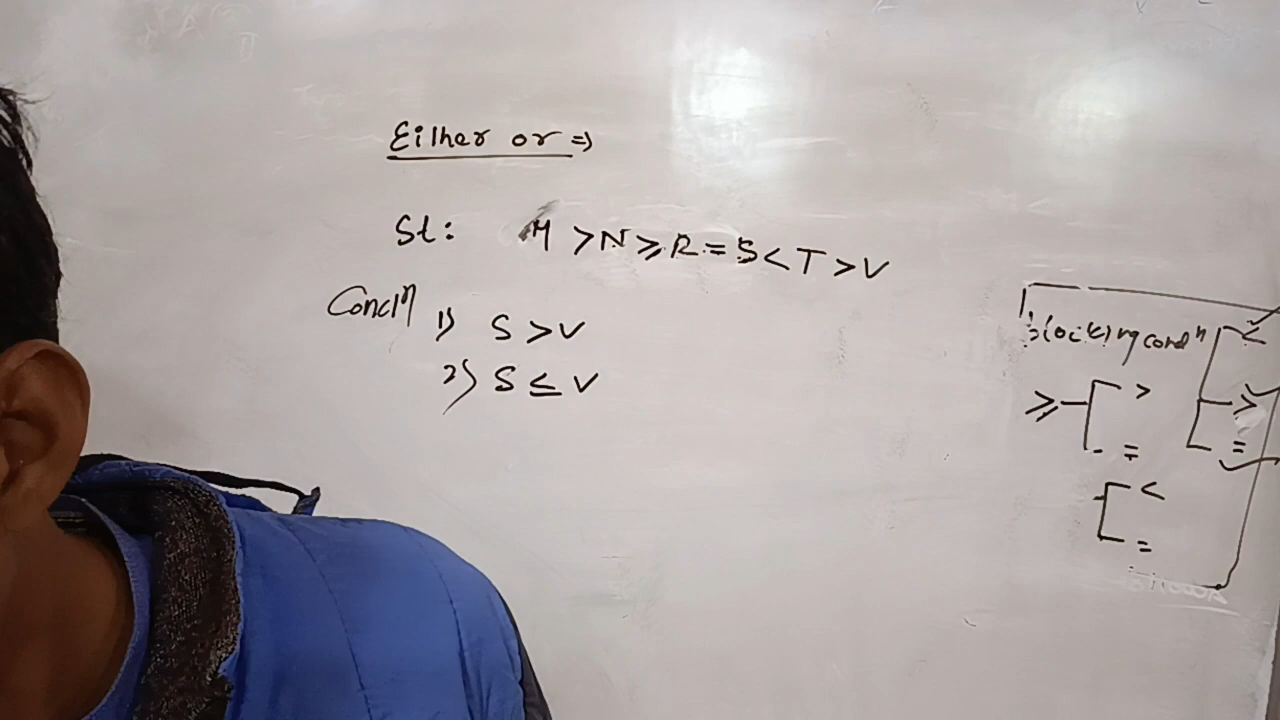 Either or ⇒
St: M > N ≥ R = S < T > V
Conclⁿ
1) S > V
2) S ≤ V
blocking condⁿ
≥ > =
< > =
< =